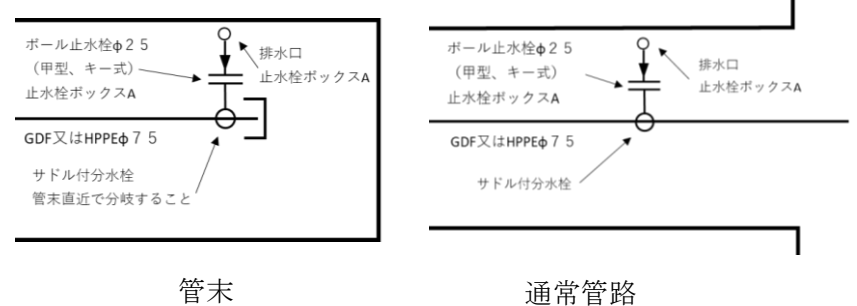 ボール止水栓φ２５
（甲型、キー式）
止水栓ボックスA
排水口
止水栓ボックスA
GDF又はHPPEφ７５
サドル付分水栓
管末直近で分岐すること
管末
ボール止水栓φ２５
（甲型、キー式）
止水栓ボックスA
排水口
止水栓ボックスA
GDF又はHPPEφ７５
サドル付分水栓
通常管路